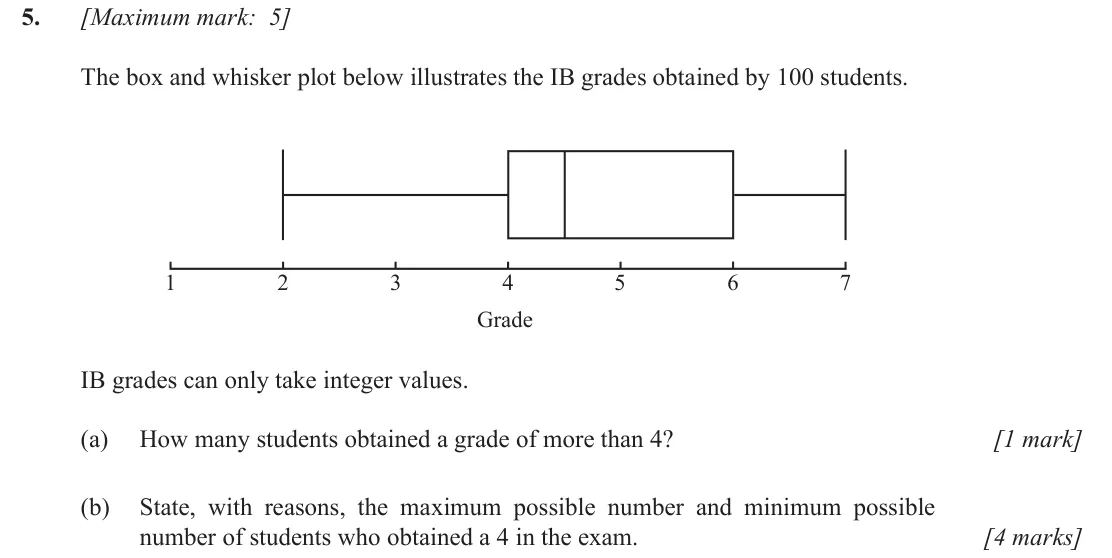 5. [Maximum mark: 5]
The box and whisker plot below illustrates the IB grades obtained by 100 students.
1 2 3 4 5 6 7
Grade
IB grades can only take integer values.
(a) How many students obtained a grade of more than 4? [1 mark]
(b) State, with reasons, the maximum possible number and minimum possible
number of students who obtained a 4 in the exam. [4 marks]